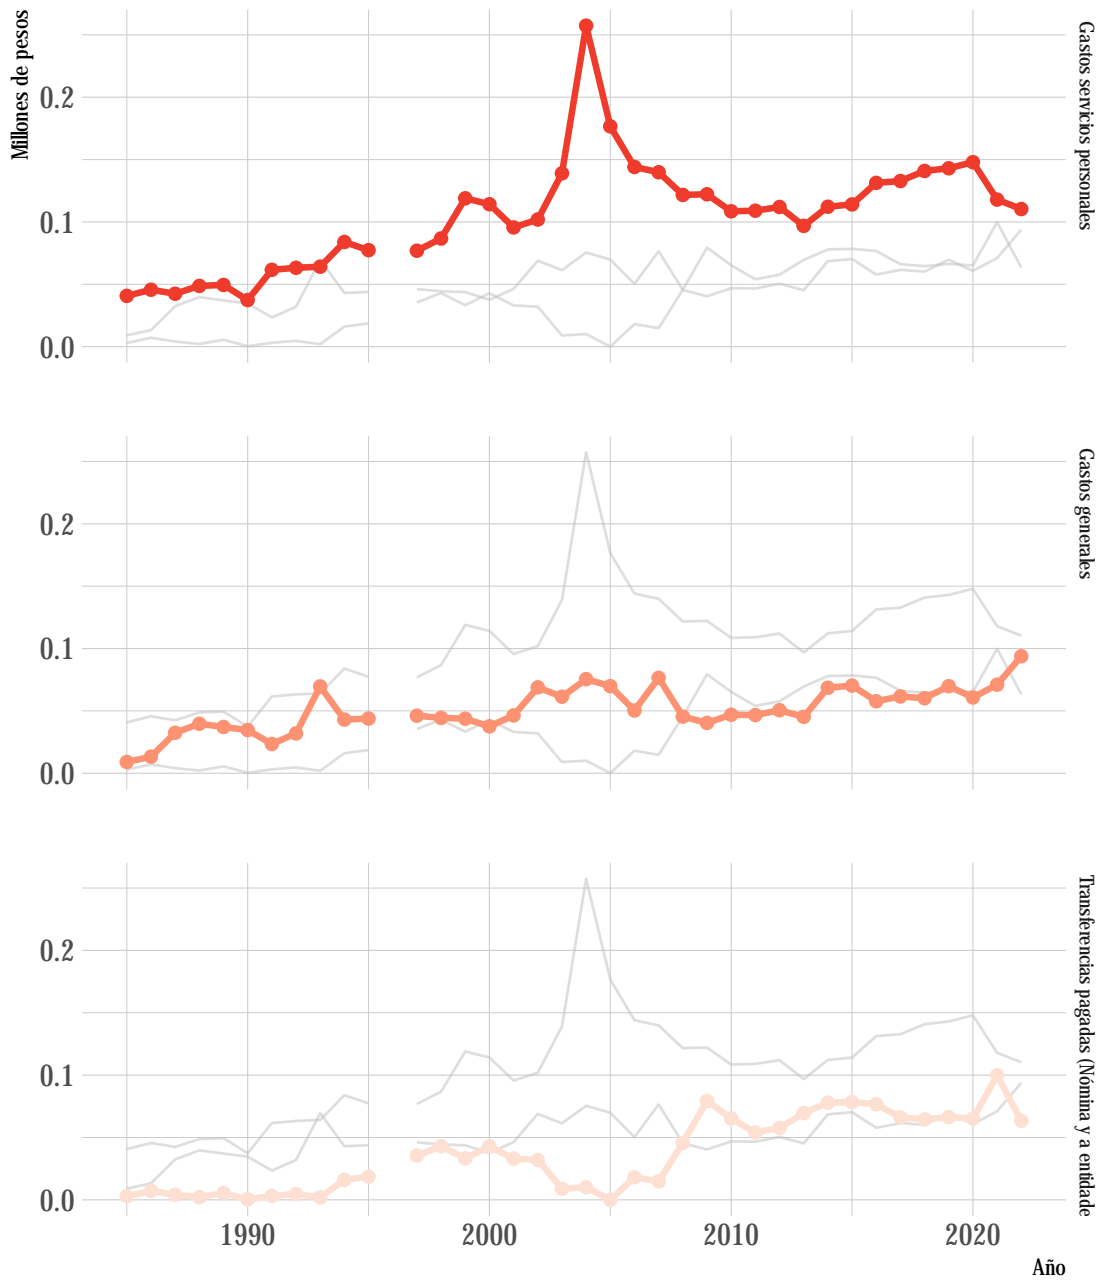 Millones de pesos
0.2
0.1
0.0
Gastos servicios personales
0.2
0.1
0.0
Gastos generales
0.2
0.1
0.0
Transferencias pagadas (Nómina y a entidade
1990
2000
2010
2020
Año